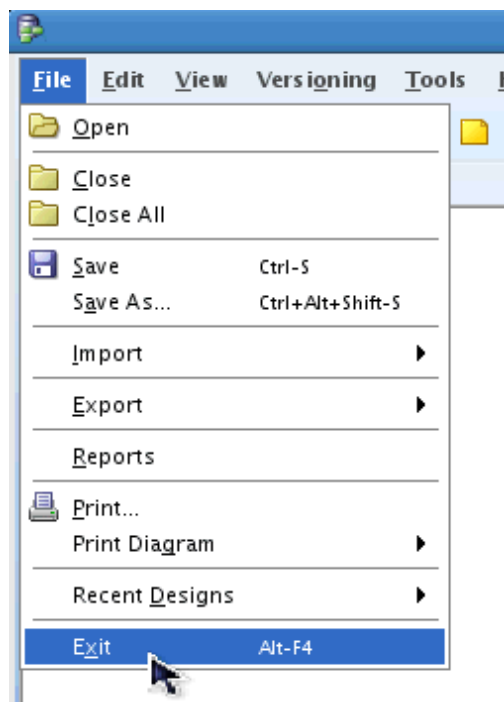 File Edit View Versioning Tools
Open
Close
Close All
Save Ctrl-S
Save As... Ctrl+Alt+Shift-S
Import
Export
Reports
Print...
Print Diagram
Recent Designs
Exit Alt-F4